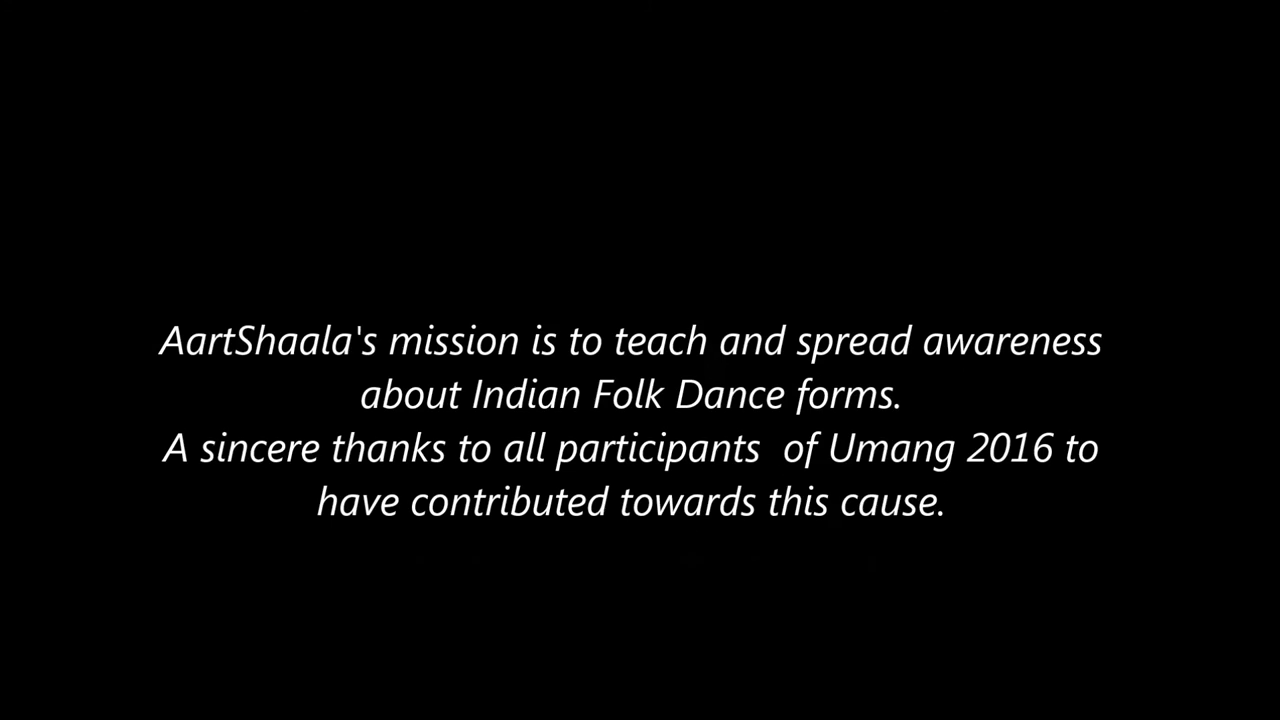 AartShaala's mission is to teach and spread awareness
about Indian Folk Dance forms.
A sincere thanks to all participants  of Umang 2016 to
have contributed towards this cause.